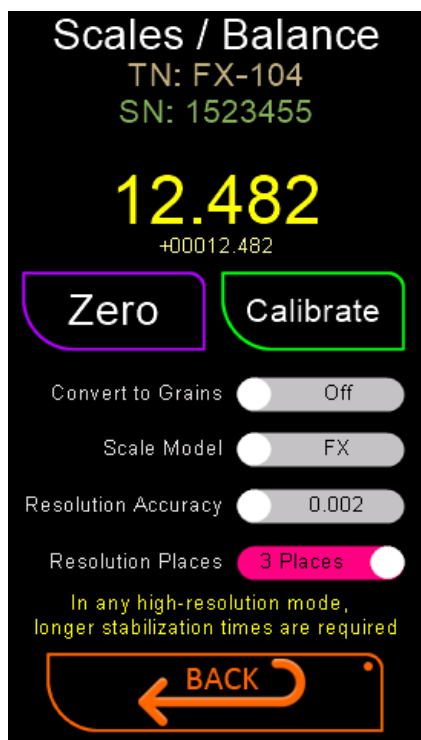 Scales / Balance
TN: FX-104
SN: 1523455
12.482
+00012.482
Zero
Calibrate
Convert to Grains Off
Scale Model FX
Resolution Accuracy 0.002
Resolution Places 3 Places
In any high-resolution mode,
longer stabilization times are required
BACK